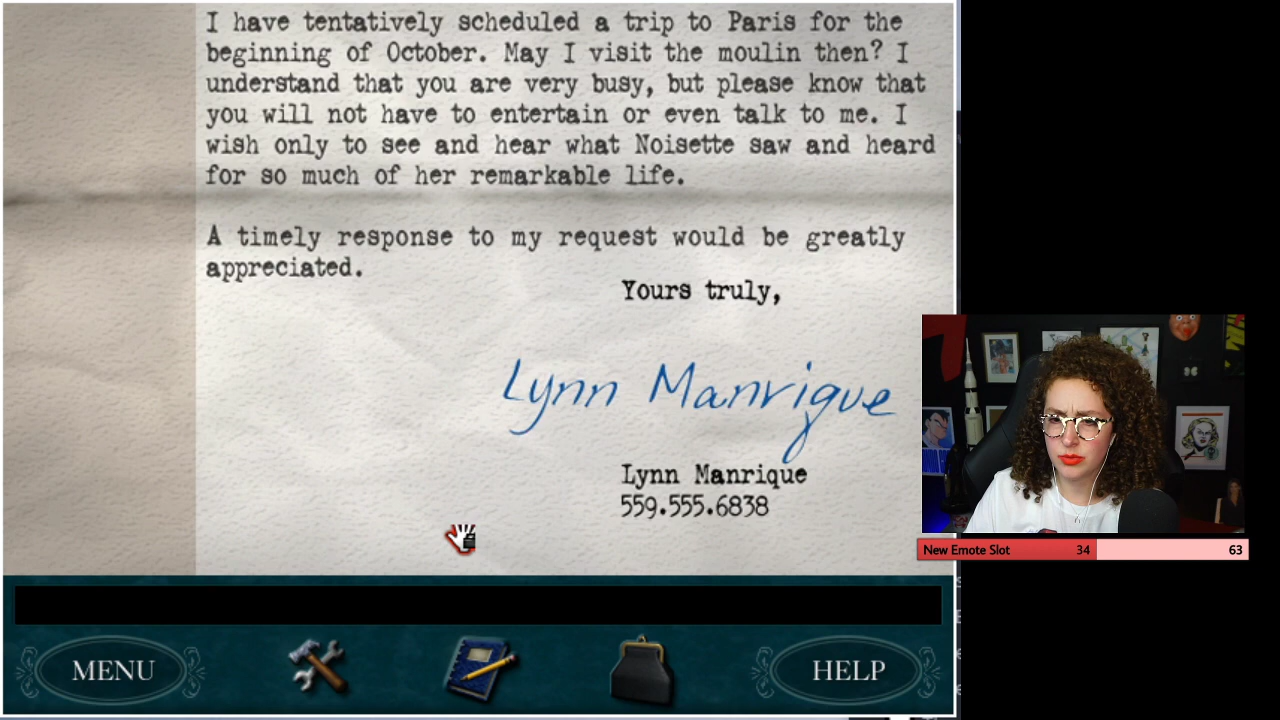 I have tentatively scheduled a trip to Paris for the
beginning of October. May I visit the moulin then? I
understand that you are very busy, but please know that
you will not have to entertain or even talk to me. I
wish only to see and hear what Noisette saw and heard
for so much of her remarkable life.
A timely response to my request would be greatly
appreciated.
Yours truly,
Lynn Manrique
Lynn Manrique
559.555.6838
New Emote Slot 34 63
MENU
HELP